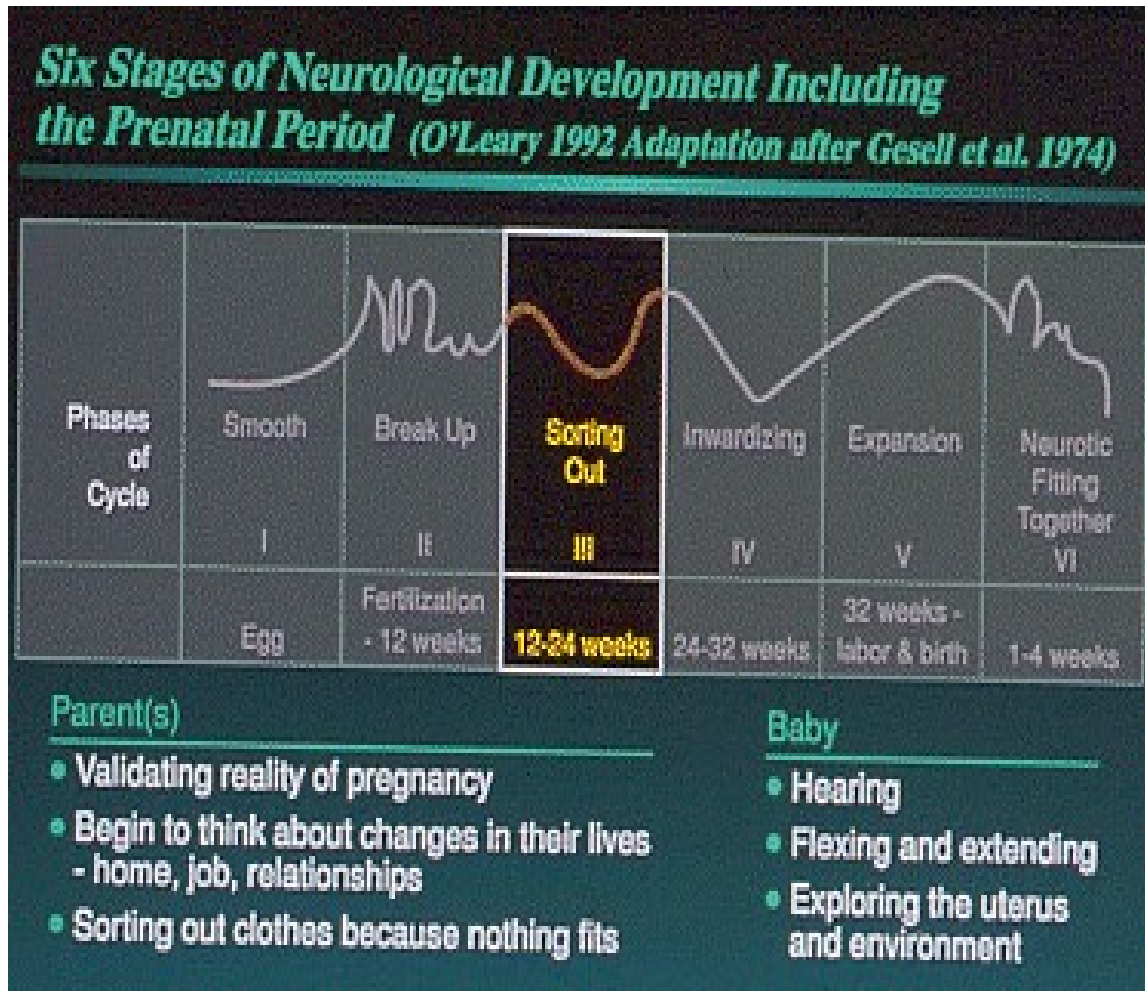 Six Stages of Neurological Development Including
the Prenatal Period (O'Leary 1992 Adaptation after Gesell et al. 1974)
Phases
of
Cycle
Smooth
I
Break Up
II
Sorting
Out
III
Inwardizing
IV
Expansion
V
Neurotic
Fitting
Together
VI
Egg
Fertilization
- 12 weeks
12-24 weeks
24-32 weeks
32 weeks -
labor & birth
1-4 weeks
Parent(s)
• Validating reality of pregnancy
• Begin to think about changes in their lives
- home, job, relationships
• Sorting out clothes because nothing fits
Baby
• Hearing
• Flexing and extending
• Exploring the uterus
and environment